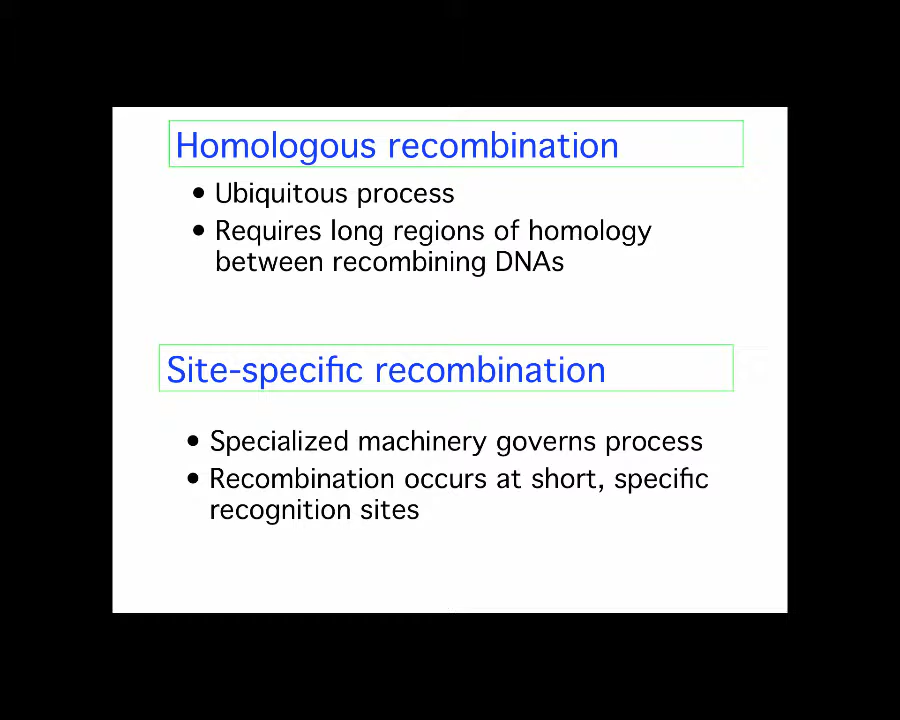 Homologous recombination
• Ubiquitous process
• Requires long regions of homology
between recombining DNAs
Site-specific recombination
• Specialized machinery governs process
• Recombination occurs at short, specific
recognition sites